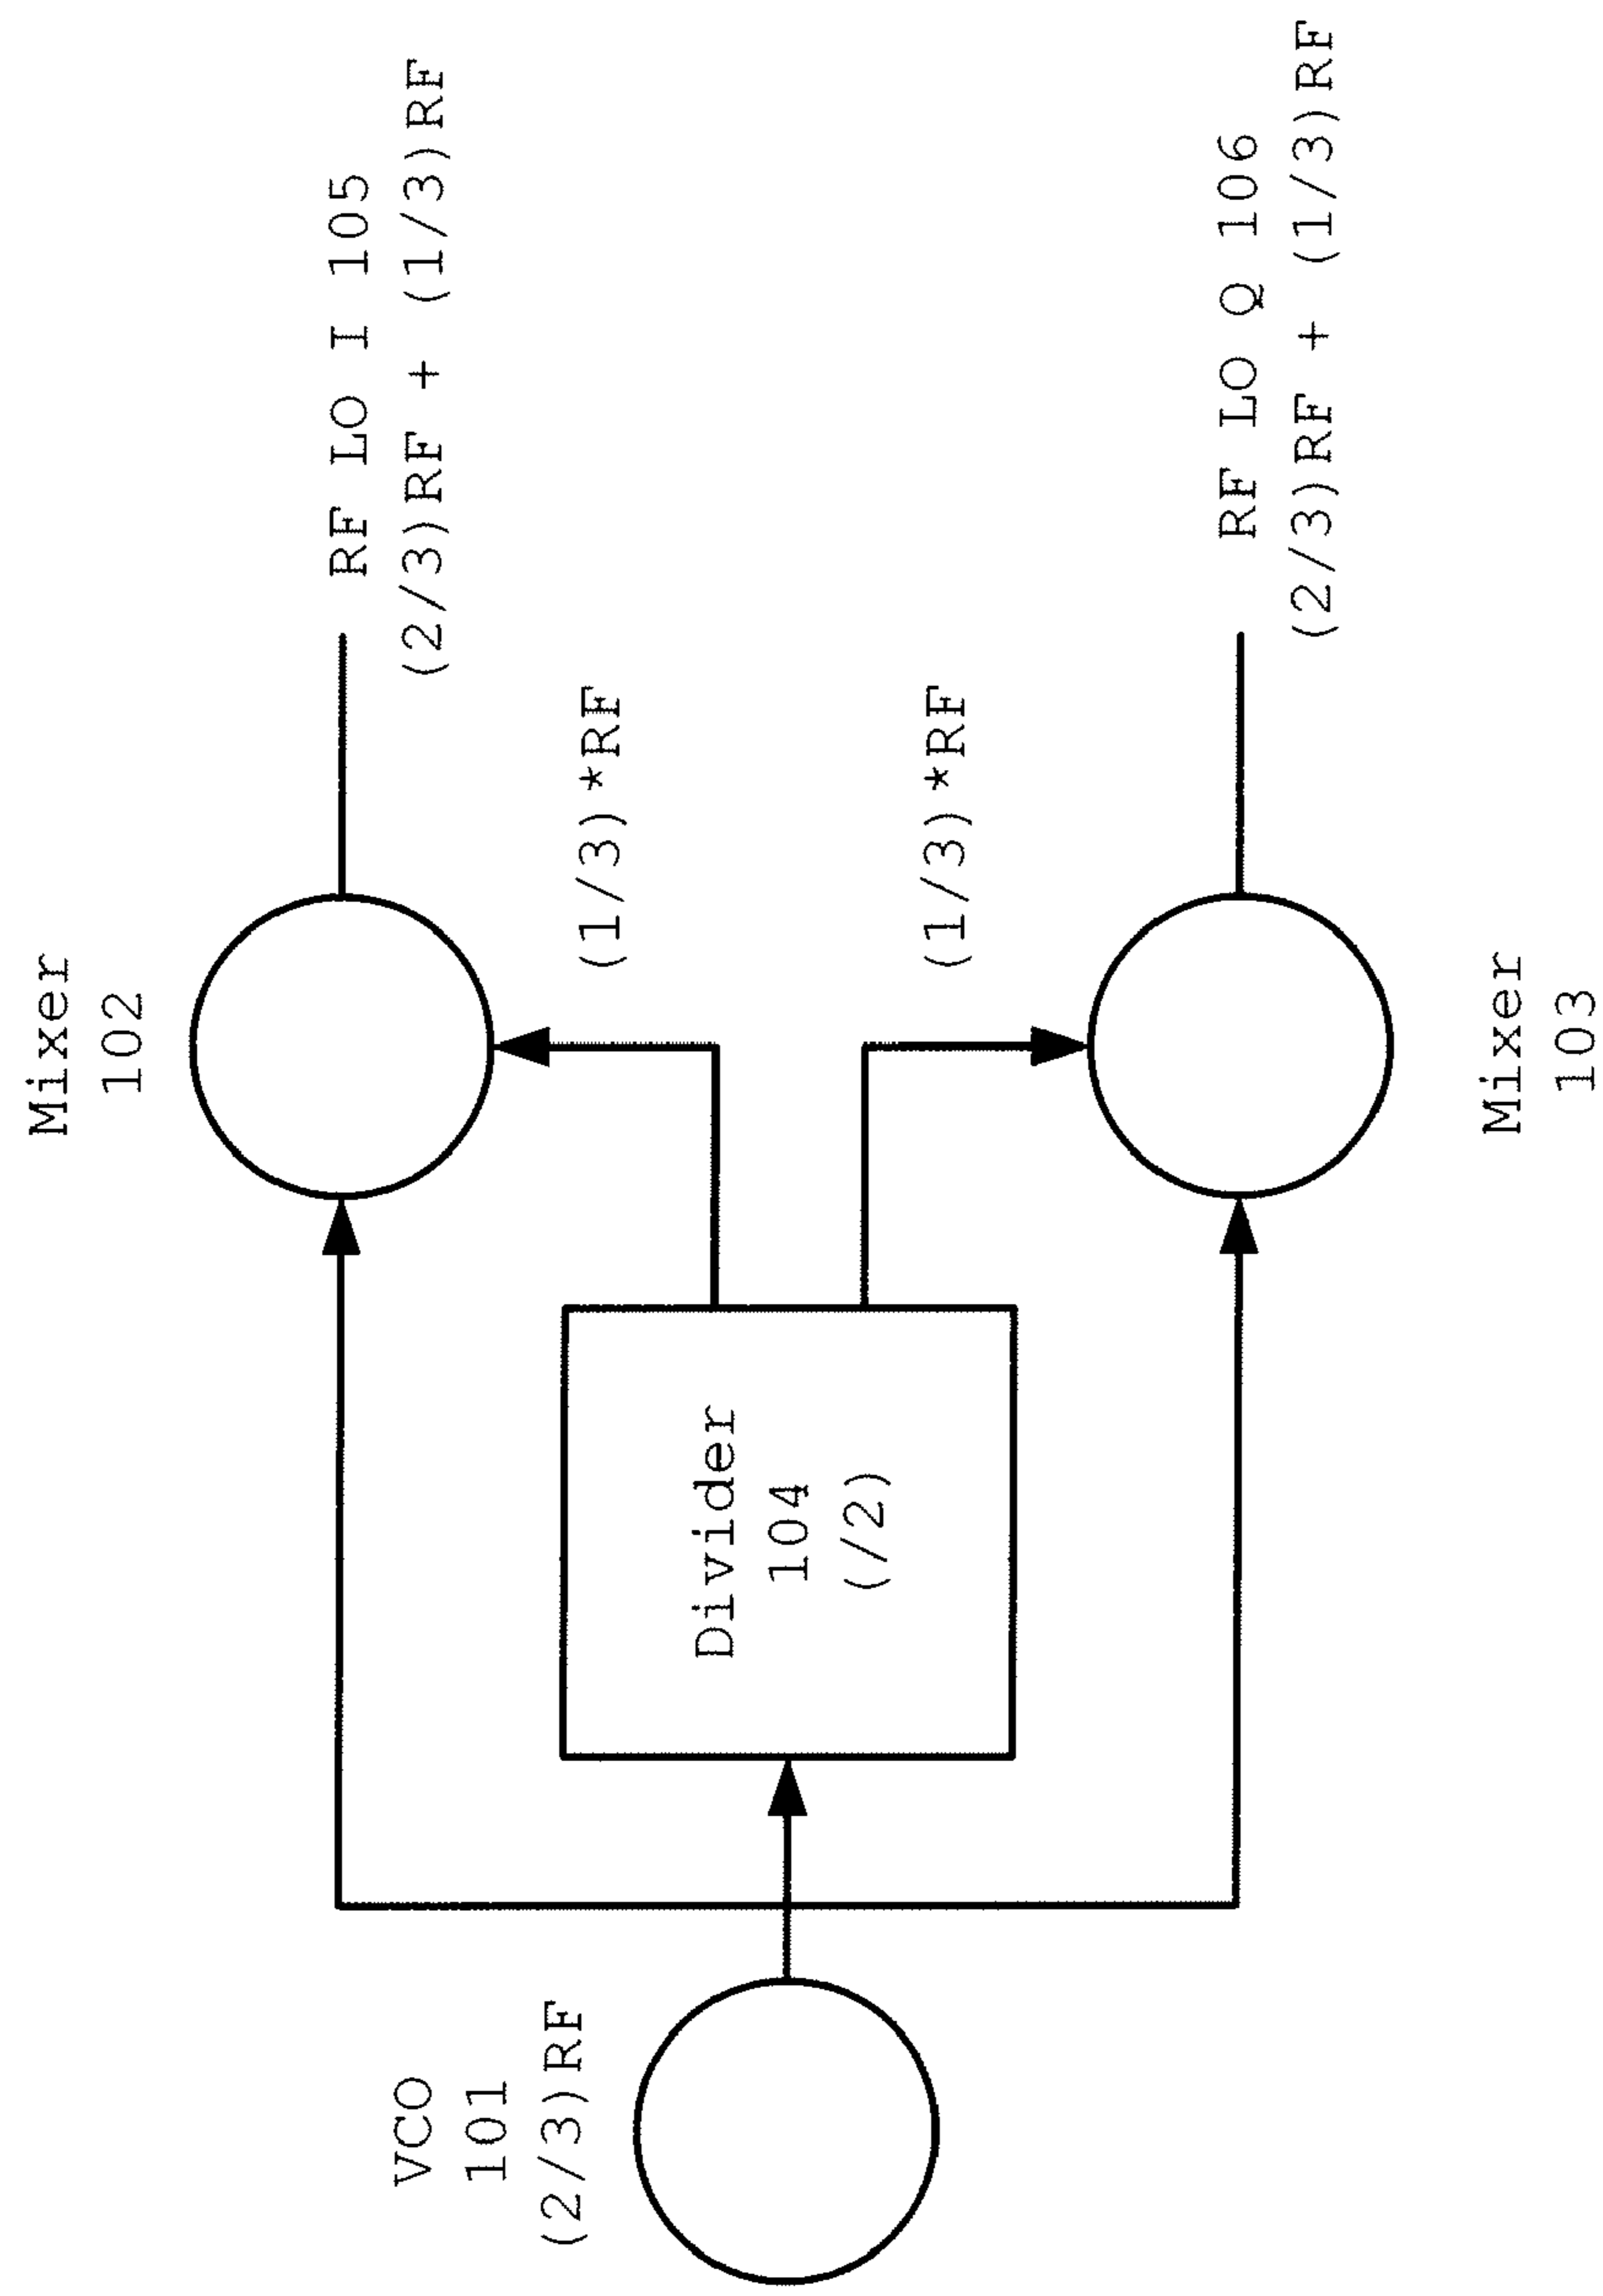 Mixer
102
RF LO I 105
(2/3)RF + (1/3)RF
VCO
101
(2/3)RF
(1/3)*RF
Divider
104
(/2)
(1/3)*RF
RF LO Q 106
(2/3)RF + (1/3)RF
Mixer
103